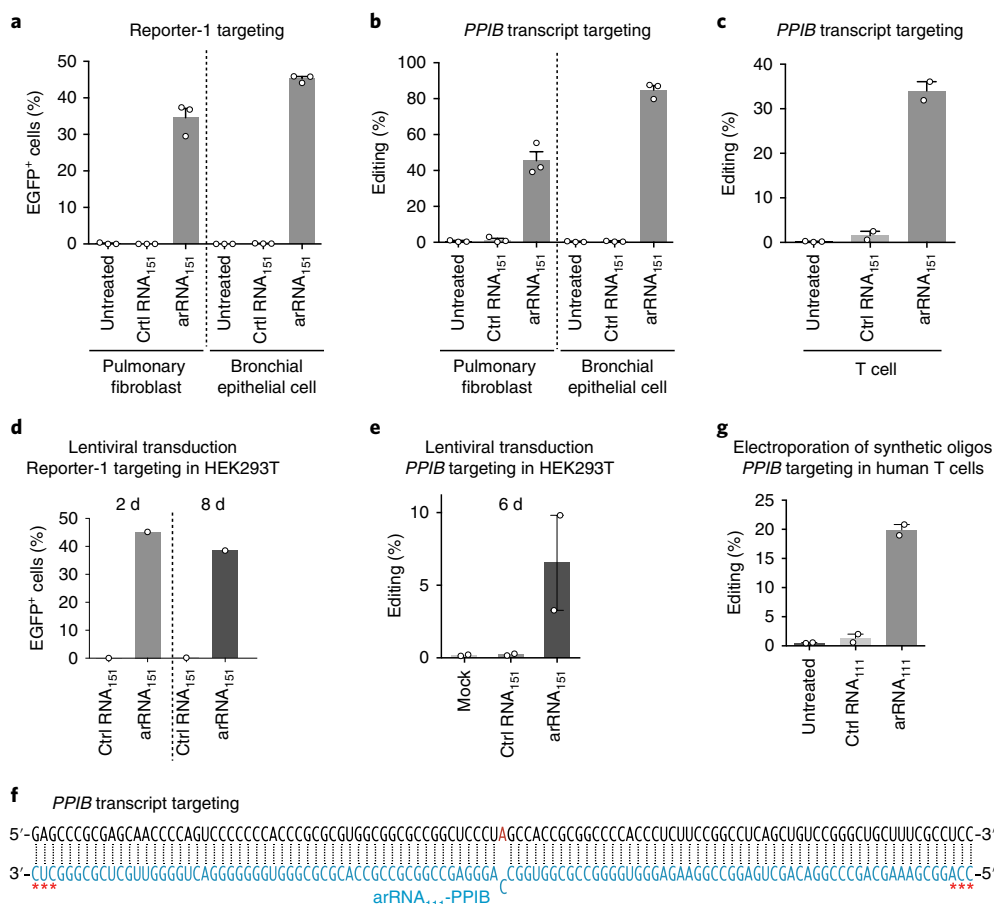 a
Reporter-1 targeting
EGFP⁺ cells (%)
50
40
30
20
10
0
Untreated
Crtl RNA₁₅₁
arRNA₁₅₁
Untreated
Crtl RNA₁₅₁
arRNA₁₅₁
Pulmonary
fibroblast
Bronchial
epithelial cell
b
PPIB transcript targeting
Editing (%)
100
80
60
40
20
0
Untreated
Ctrl RNA₁₅₁
arRNA₁₅₁
Untreated
Ctrl RNA₁₅₁
arRNA₁₅₁
Pulmonary
fibroblast
Bronchial
epithelial cell
c
PPIB transcript targeting
Editing (%)
40
30
20
10
0
Untreated
Ctrl RNA₁₅₁
arRNA₁₅₁
T cell
d
Lentiviral transduction
Reporter-1 targeting in HEK293T
2 d
8 d
EGFP⁺ cells (%)
50
40
30
20
10
0
Ctrl RNA₁₅₁
arRNA₁₅₁
Ctrl RNA₁₅₁
arRNA₁₅₁
e
Lentiviral transduction
PPIB targeting in HEK293T
6 d
Editing (%)
10
5
0
Mock
Ctrl RNA₁₅₁
arRNA₁₅₁
g
Electroporation of synthetic oligos
PPIB targeting in human T cells
Editing (%)
25
20
15
10
5
0
Untreated
Ctrl RNA₁₁₁
arRNA₁₁₁
f
PPIB transcript targeting
5′-GAGCCCGCGAGCAACCCCAGUCCCCCCCACCCGCGCGUGGCGGCGCCGGCUCCCUAGCCACCGCGGCCCCACCCUCUUCCGGCCUCAGCUGUCCGGGCUGCUUUCGCCUCC-3′
3′-CUCGGGCGCUCGUUGGGGUCAGGGGGGGUGGGCGCGCACCGCCGCGGCCGAGGGACCGGUGGCGCCGGGGUGGGAGAAGGCCGGAGUCGACAGGCCCGACGAAAGCGGACC-5′
*** ***
arRNA₁₁₁-PPIB